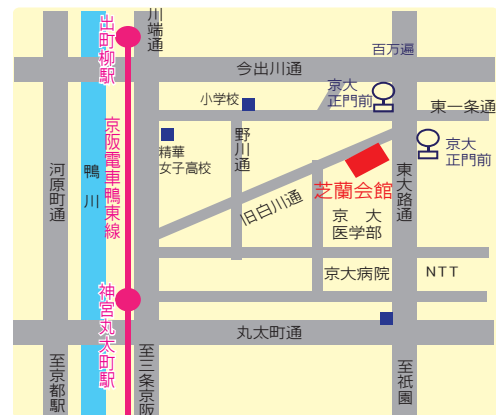 出町柳駅
川端通
百万遍
今出川通
小学校
京大
正門前
東一条通
京阪電車鴨東線
精華
女子高校
野川通
京大
正門前
河原町通
鴨川
旧白川通
芝蘭会館
東大路通
京大
医学部
京大病院
NTT
神宮丸太町駅
丸太町通
至京都駅
至三条京阪
至祇園